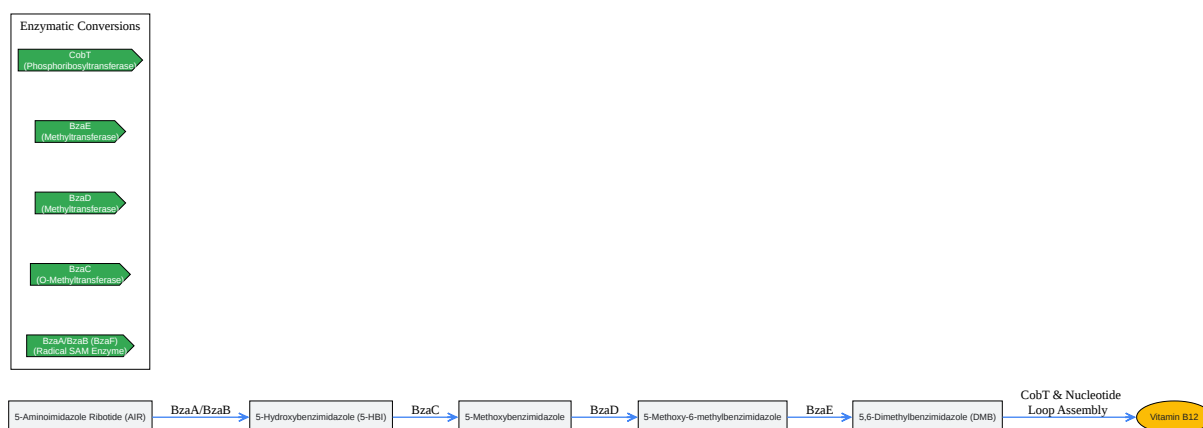 Enzymatic Conversions
CobT
(Phosphoribosyltransferase)
BzaE
(Methyltransferase)
BzaD
(Methyltransferase)
BzaC
(O-Methyltransferase)
BzaA/BzaB (BzaF)
(Radical SAM Enzyme)
5-Aminoimidazole Ribotide (AIR)
BzaA/BzaB
5-Hydroxybenzimidazole (5-HBI)
BzaC
5-Methoxybenzimidazole
BzaD
5-Methoxy-6-methylbenzimidazole
BzaE
5,6-Dimethylbenzimidazole (DMB)
CobT & Nucleotide
Loop Assembly
Vitamin B12